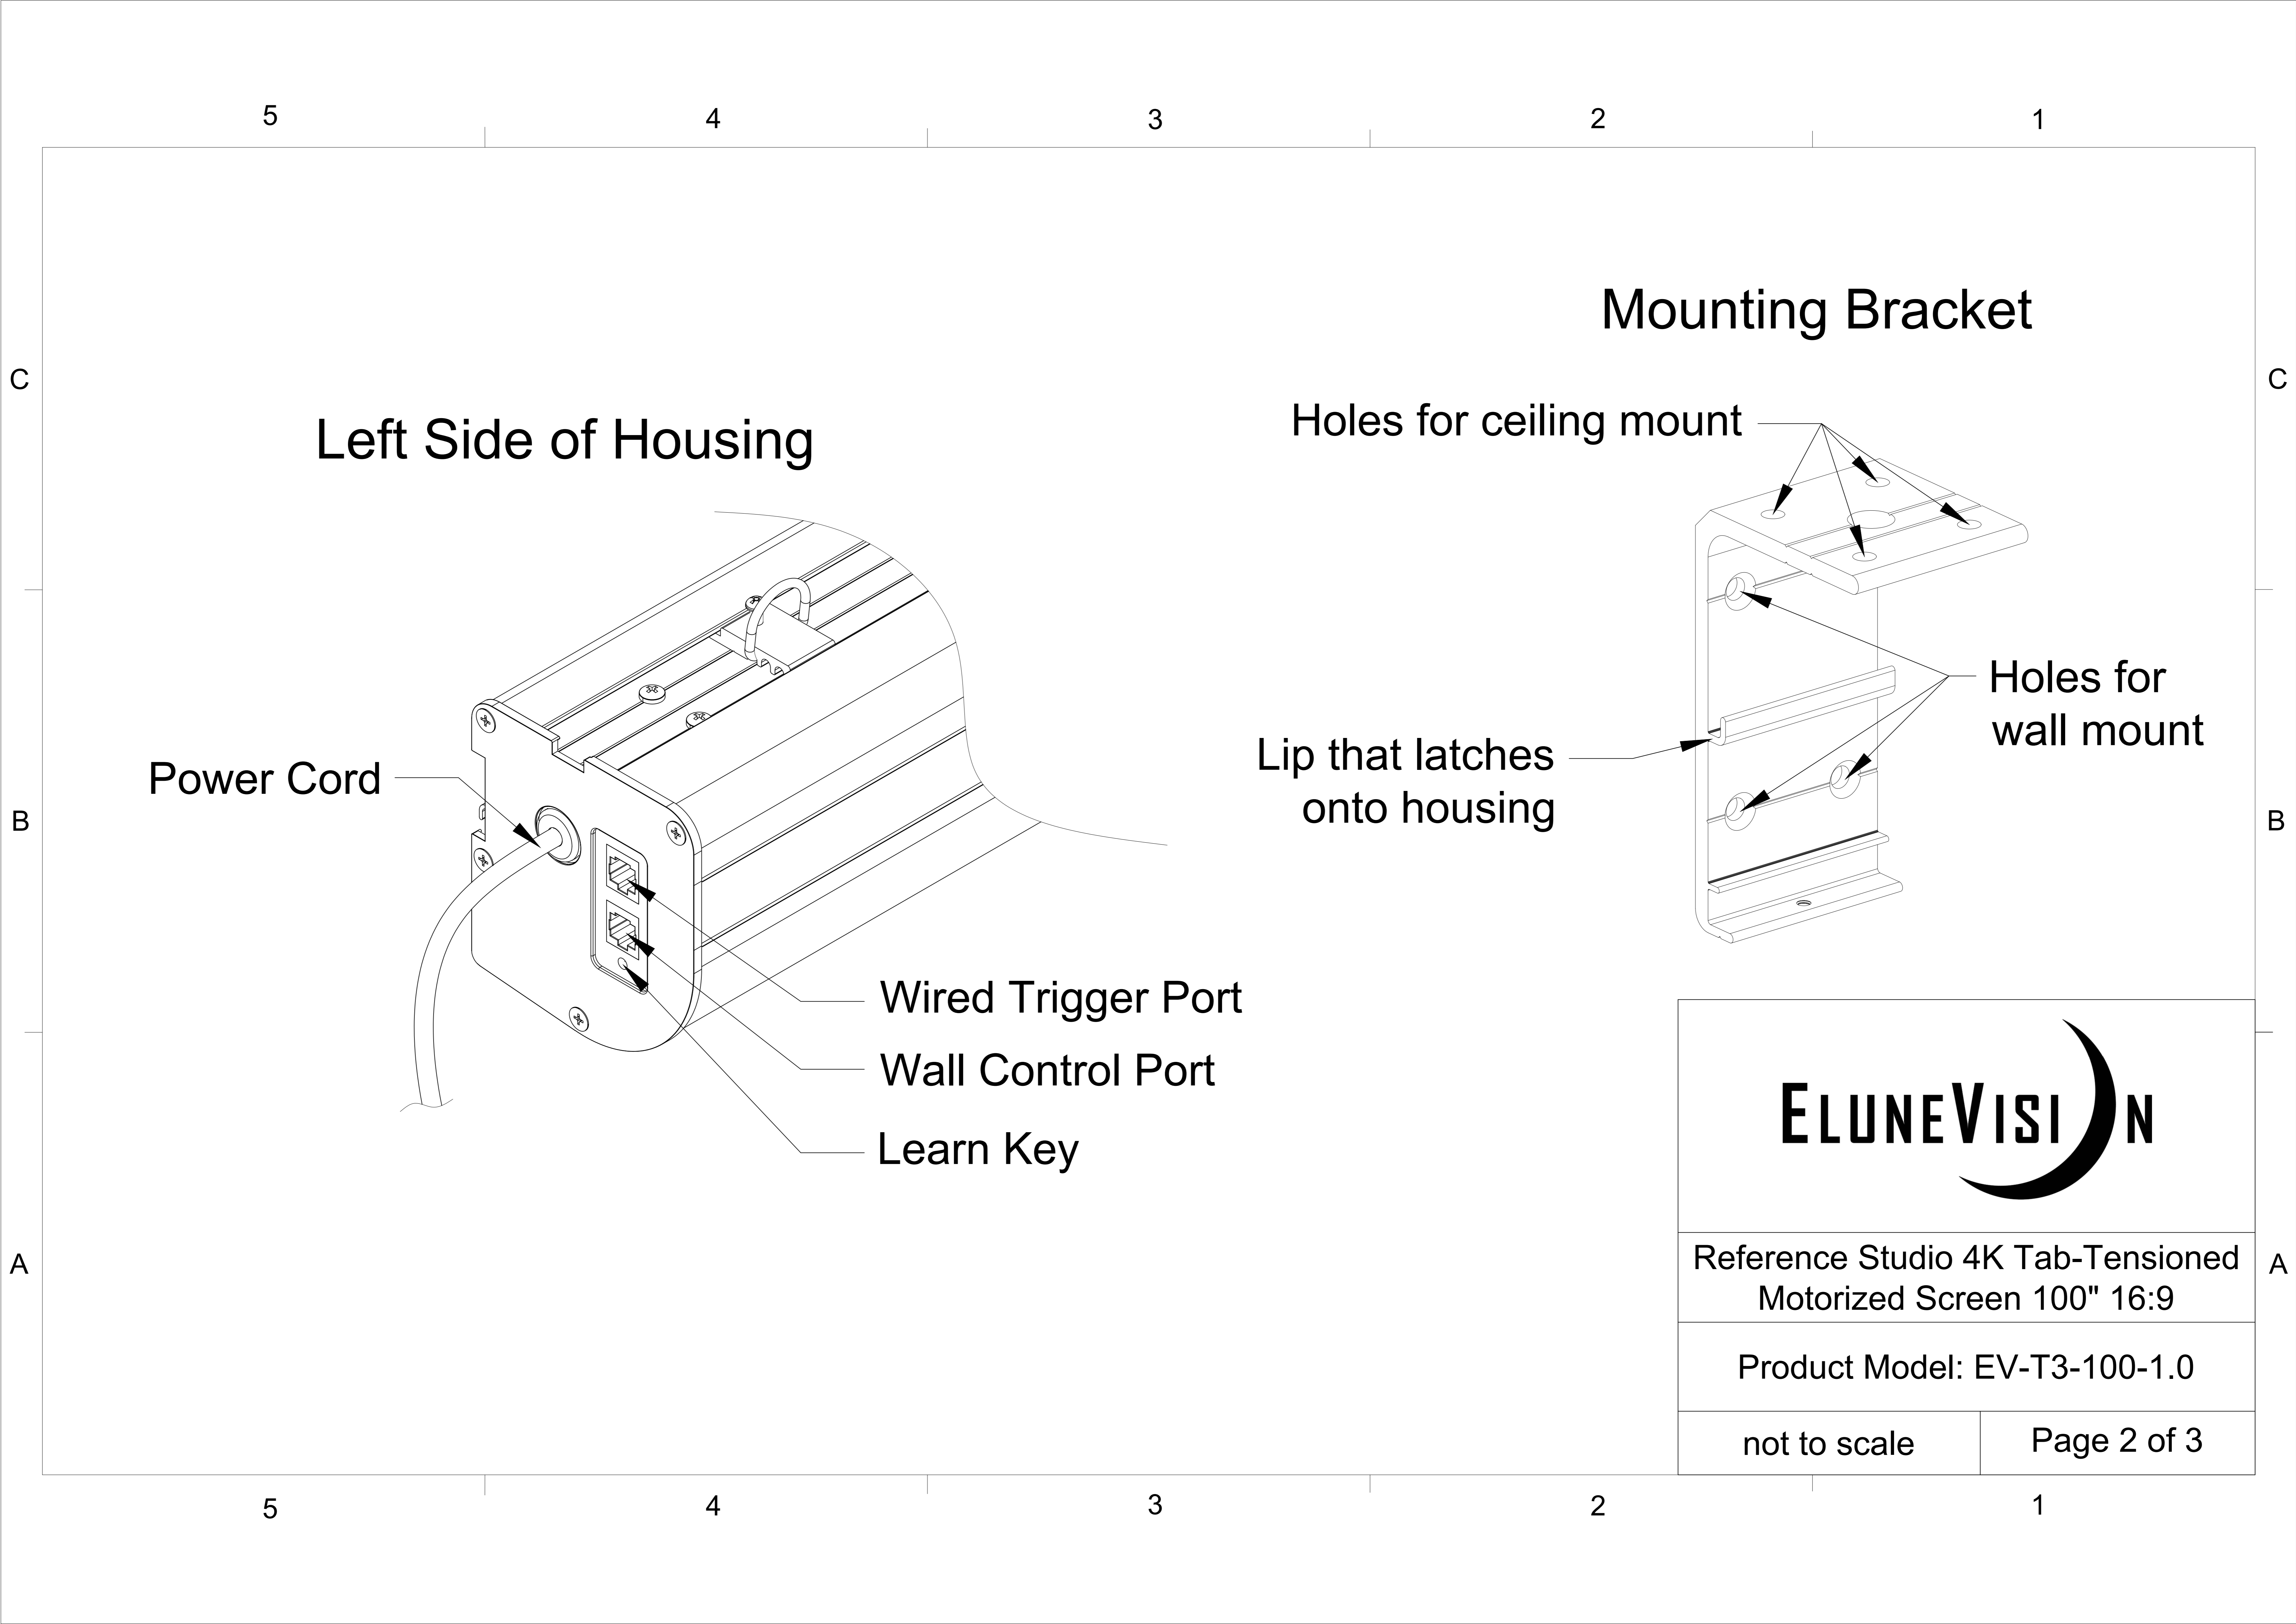 5 4 3 2 1
Mounting Bracket
C C
Holes for ceiling mount
Left Side of Housing
Holes for
wall mount
Lip that latches
onto housing
Power Cord
B B
Wired Trigger Port
Wall Control Port
Learn Key
ELUNEVISION
A A
Reference Studio 4K Tab-Tensioned
Motorized Screen 100" 16:9
Product Model: EV-T3-100-1.0
not to scale
Page 2 of 3
5 4 3 2 1